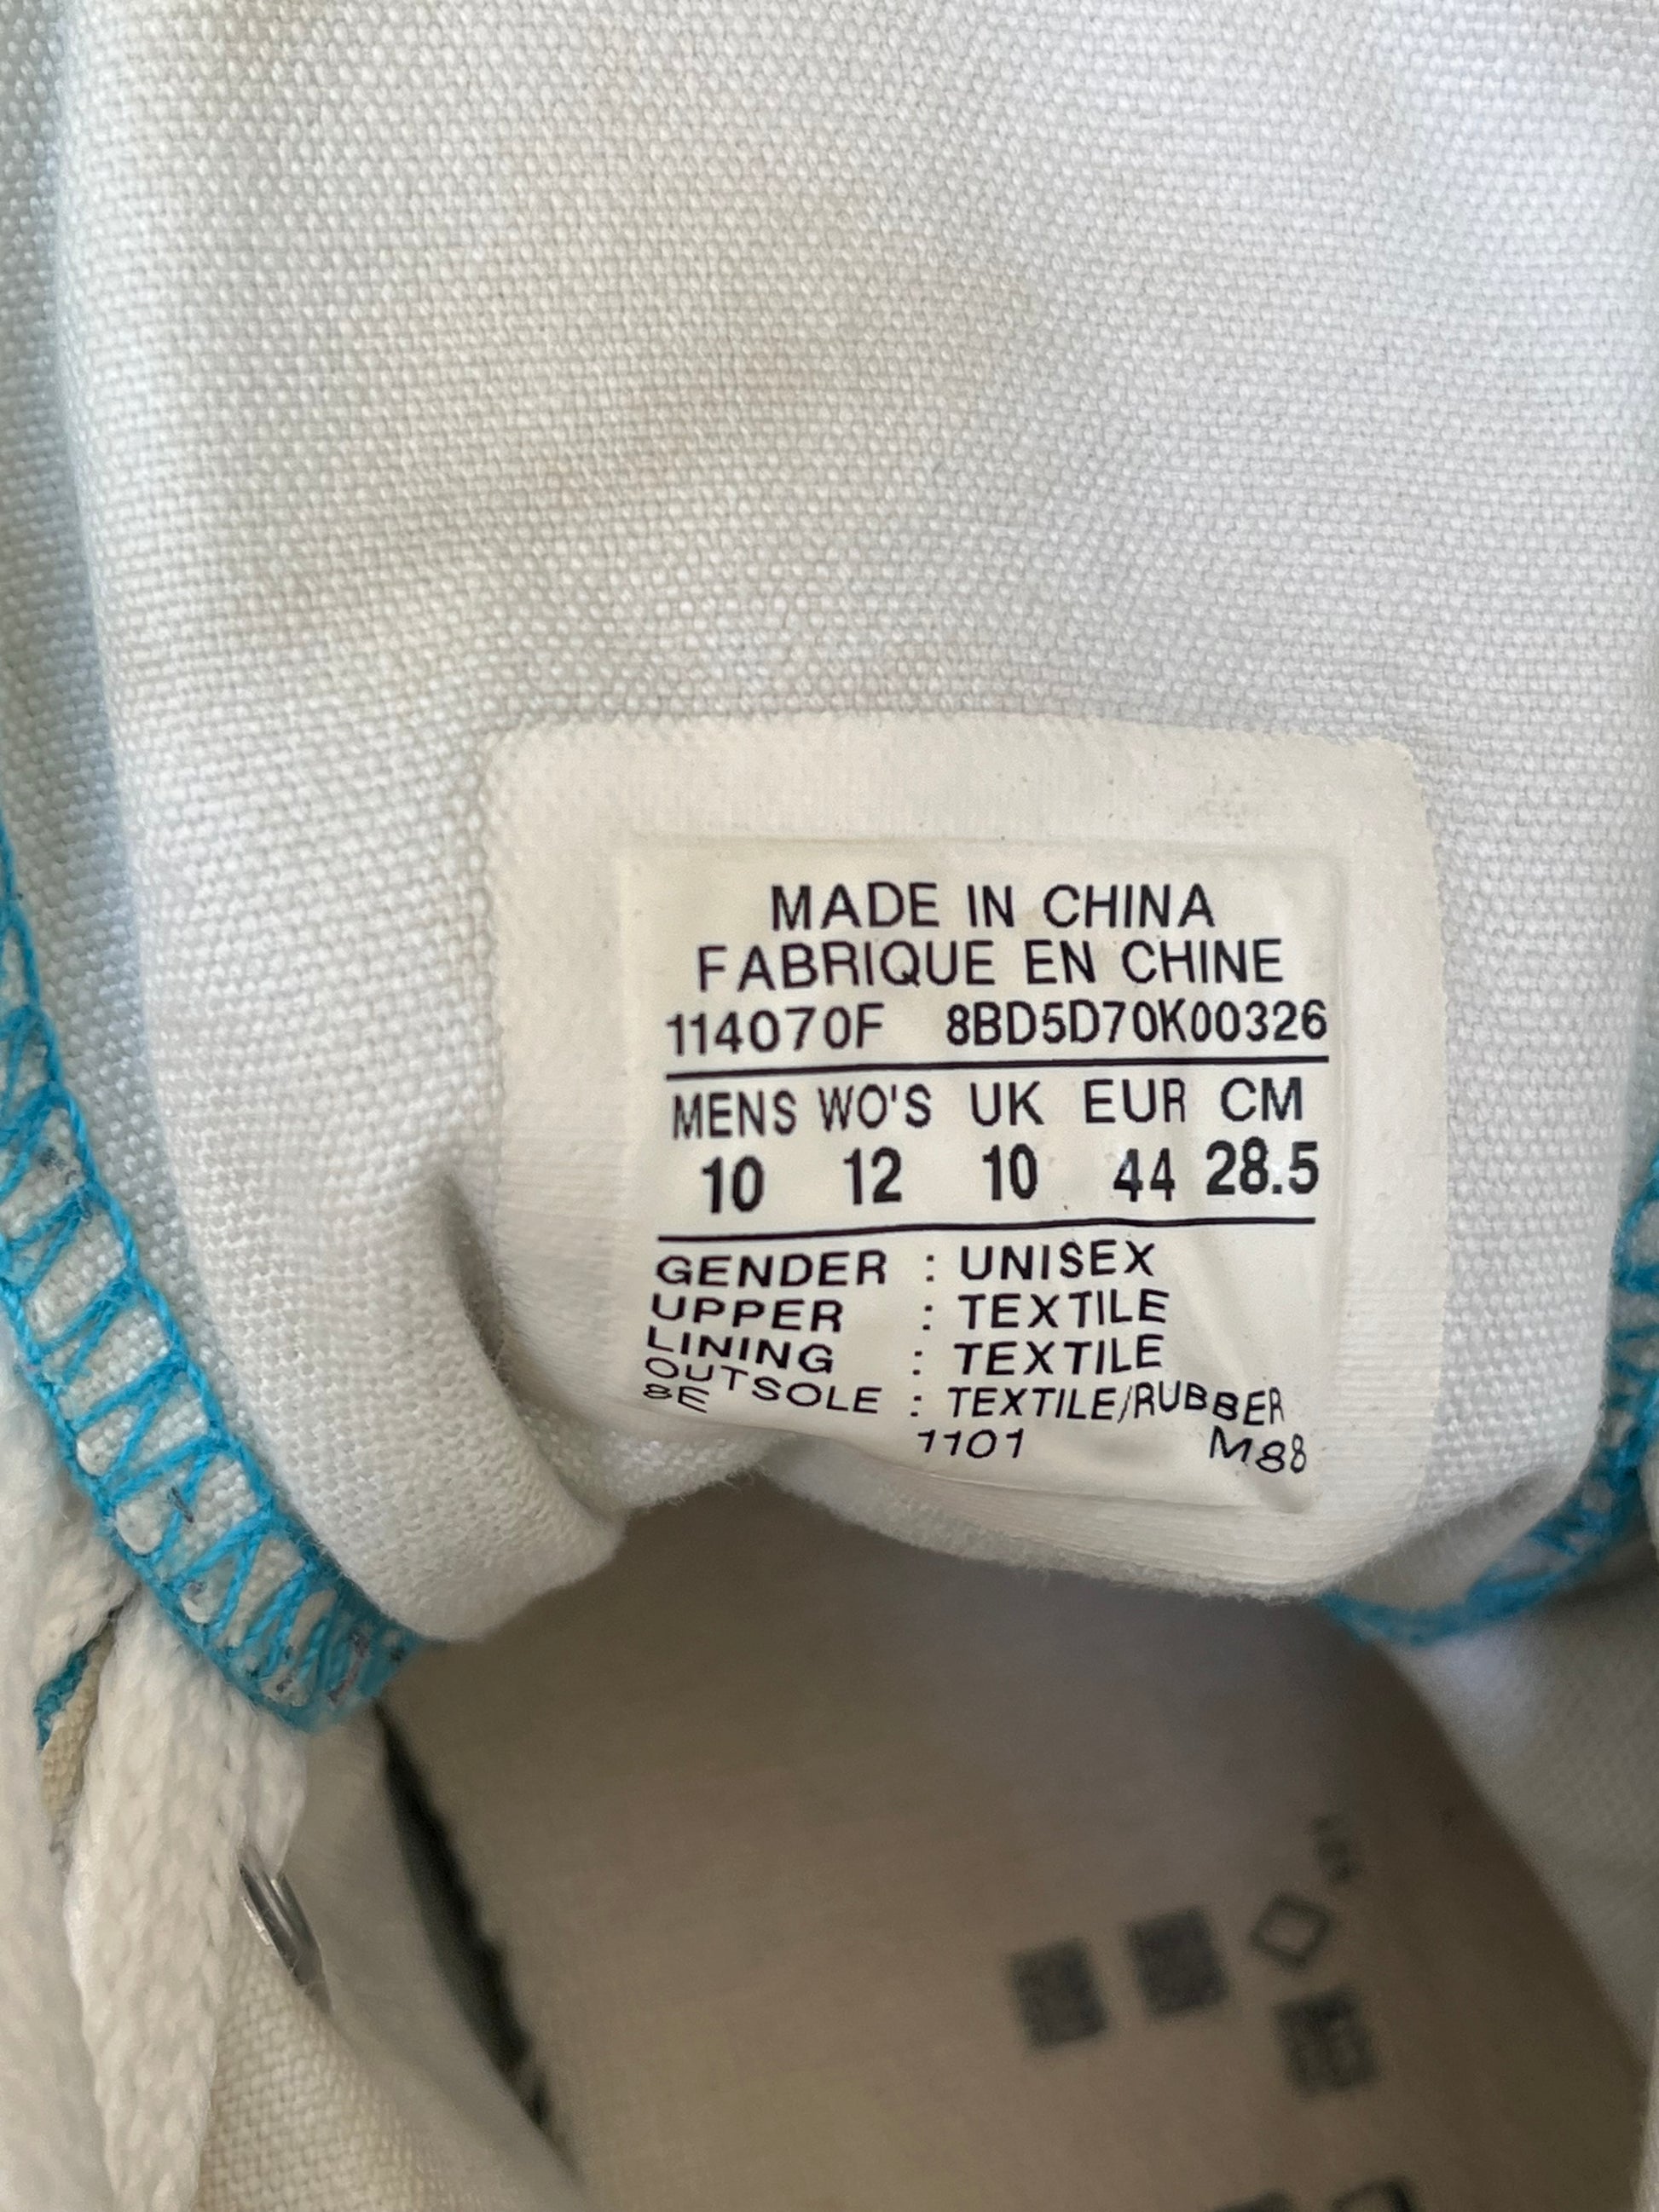 MADE IN CHINA
FABRIQUE EN CHINE
114070F 8BD5D70K00326
MENS WO'S UK EUR CM
10 12 10 44 28.5
GENDER : UNISEX
UPPER : TEXTILE
LINING : TEXTILE
OUTSOLE : TEXTILE/RUBBER
8E 1101 M88